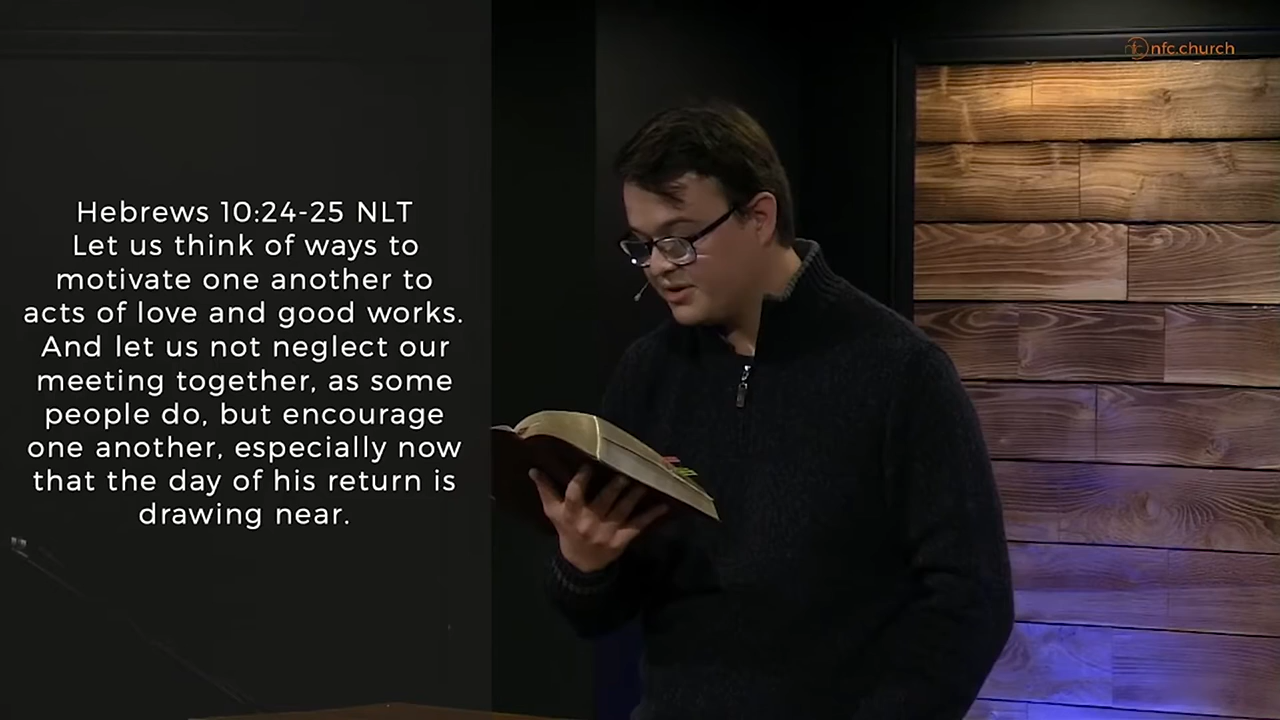 nfc.church
Hebrews 10:24-25 NLT
Let us think of ways to
motivate one another to
acts of love and good works.
And let us not neglect our
meeting together, as some
people do, but encourage
one another, especially now
that the day of his return is
drawing near.